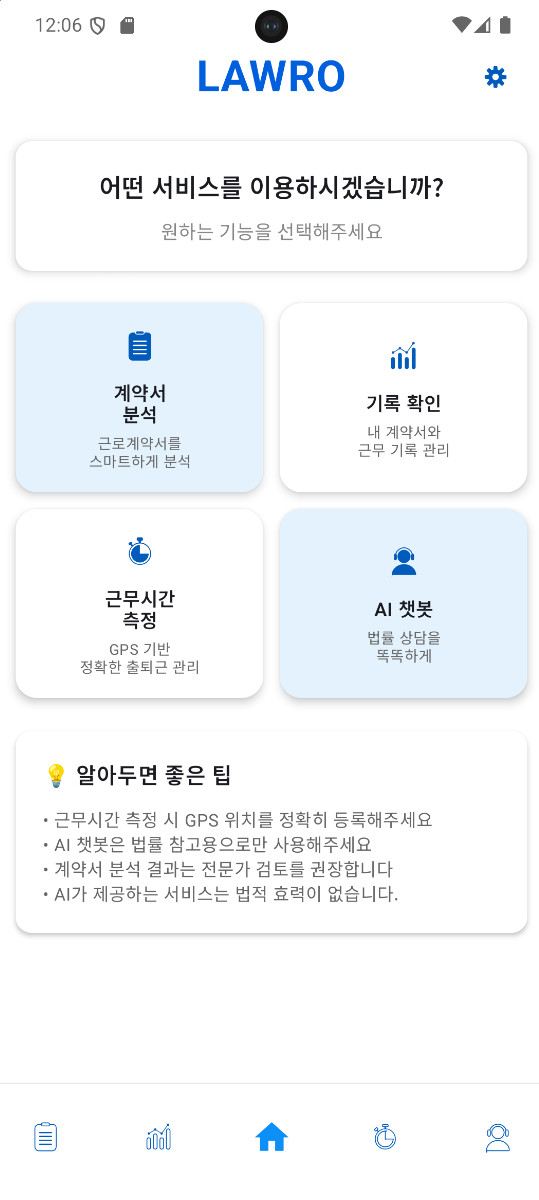 12:06
LAWRO
어떤 서비스를 이용하시겠습니까?
원하는 기능을 선택해주세요
계약서
분석
근로계약서를
스마트하게 분석
기록 확인
내 계약서와
근무 기록 관리
근무시간
측정
GPS 기반
정확한 출퇴근 관리
AI 챗봇
법률 상담을
똑똑하게
💡 알아두면 좋은 팁
• 근무시간 측정 시 GPS 위치를 정확히 등록해주세요
• AI 챗봇은 법률 참고용으로만 사용해주세요
• 계약서 분석 결과는 전문가 검토를 권장합니다
• AI가 제공하는 서비스는 법적 효력이 없습니다.